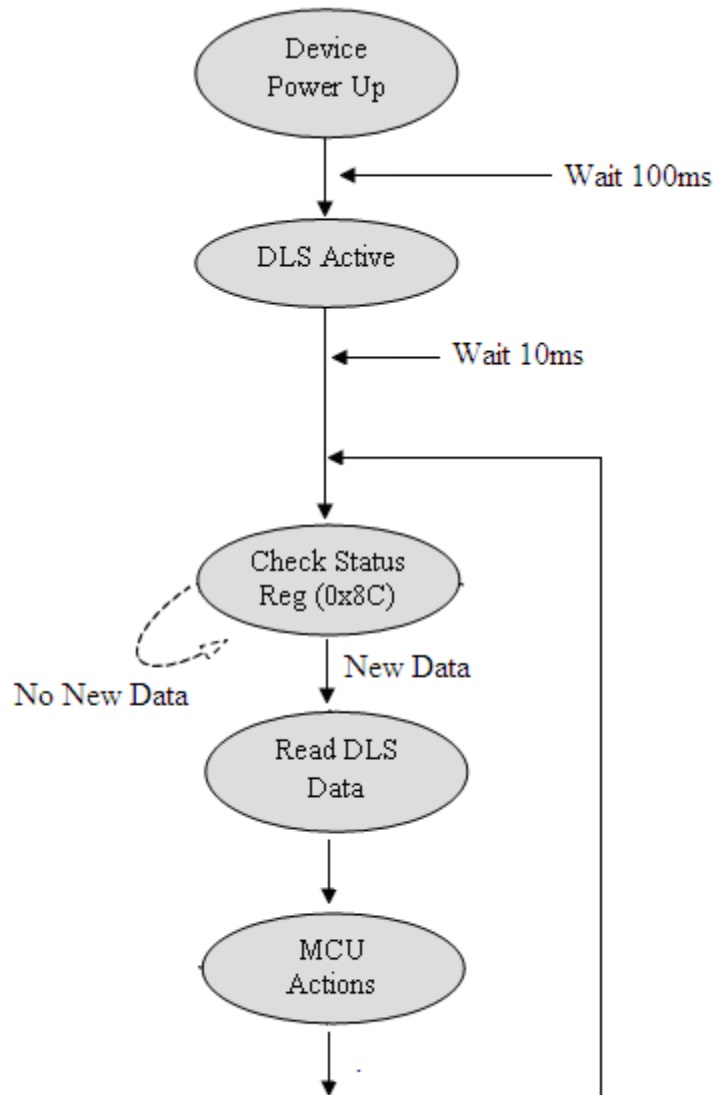 Device
Power Up
Wait 100ms
DLS Active
Wait 10ms
Check Status
Reg (0x8C)
New Data
No New Data
Read DLS
Data
MCU
Actions